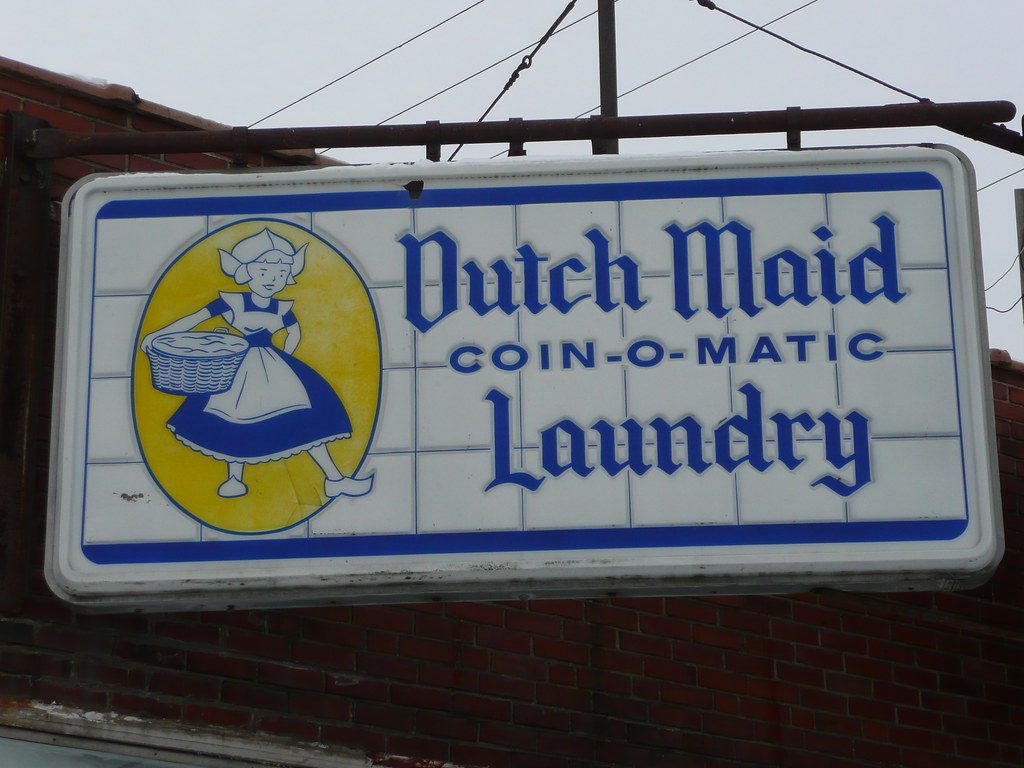 Dutch Maid
COIN-O-MATIC
Laundry